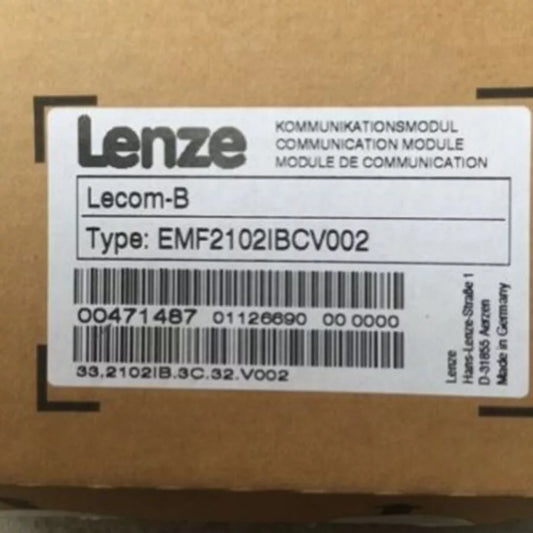 Lenze
KOMMUNIKATIONSMODUL
COMMUNICATION MODULE
MODULE DE COMMUNICATION
Lecom-B
Type: EMF2102IBCV002
00471487 01126690 00 0000
33.2102IB.3C.32.V002
Lenze
Hans-Lenze-Straße 1
D-31855 Aerzen
Made in Germany